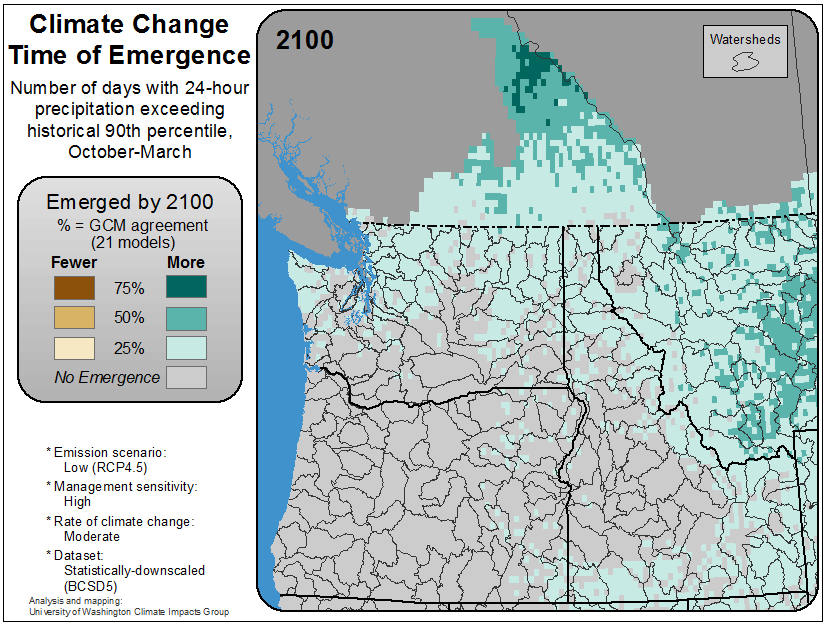 Climate Change
Time of Emergence
Number of days with 24-hour
precipitation exceeding
historical 90th percentile,
October-March
Emerged by 2100
% = GCM agreement
(21 models)
Fewer More
75%
50%
25%
No Emergence
* Emission scenario:
Low (RCP4.5)
* Management sensitivity:
High
* Rate of climate change:
Moderate
* Dataset:
Statistically-downscaled
(BCSD5)
Analysis and mapping:
University of Washington Climate Impacts Group
2100
Watersheds